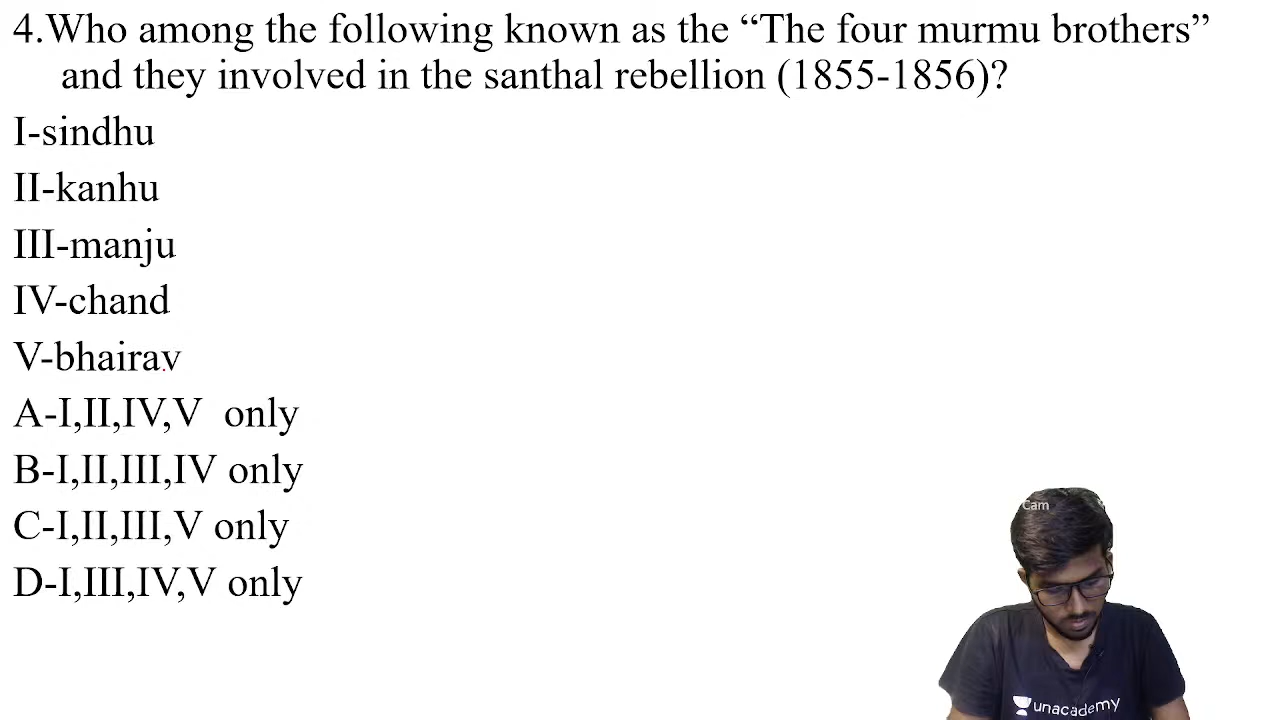 4.Who among the following known as the “The four murmu brothers”
and they involved in the santhal rebellion (1855-1856)?
I-sindhu
II-kanhu
III-manju
IV-chand
V-bhairav
A-I,II,IV,V only
B-I,II,III,IV only
C-I,II,III,V only
D-I,III,IV,V only
Cam
unacademy